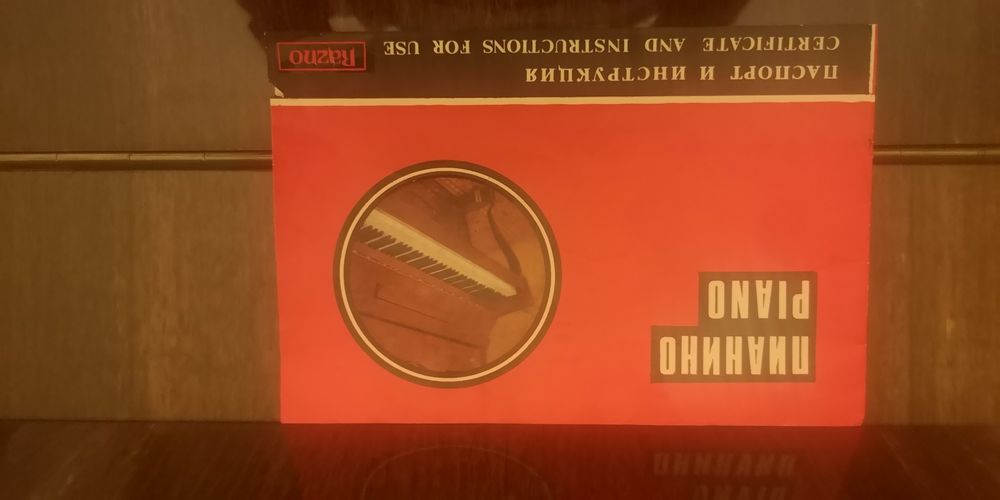 ПИАНИНО
PIANO
ПАСПОРТ И ИНСТРУКЦИЯ
CERTIFICATE AND INSTRUCTIONS FOR USE
Razno